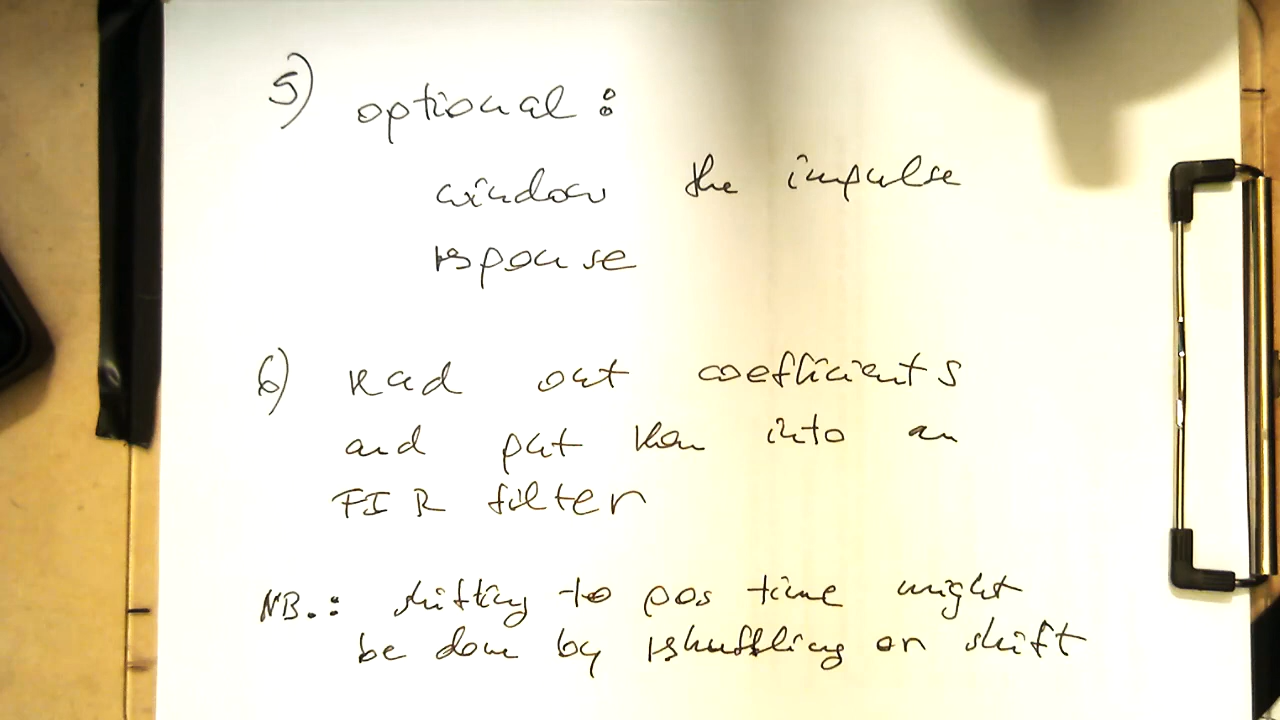 5) optional:
window the impulse
response
6) read out coefficients
and put them into an
FIR filter
NB.: shifting to pos time might
be done by reshuffling or shift